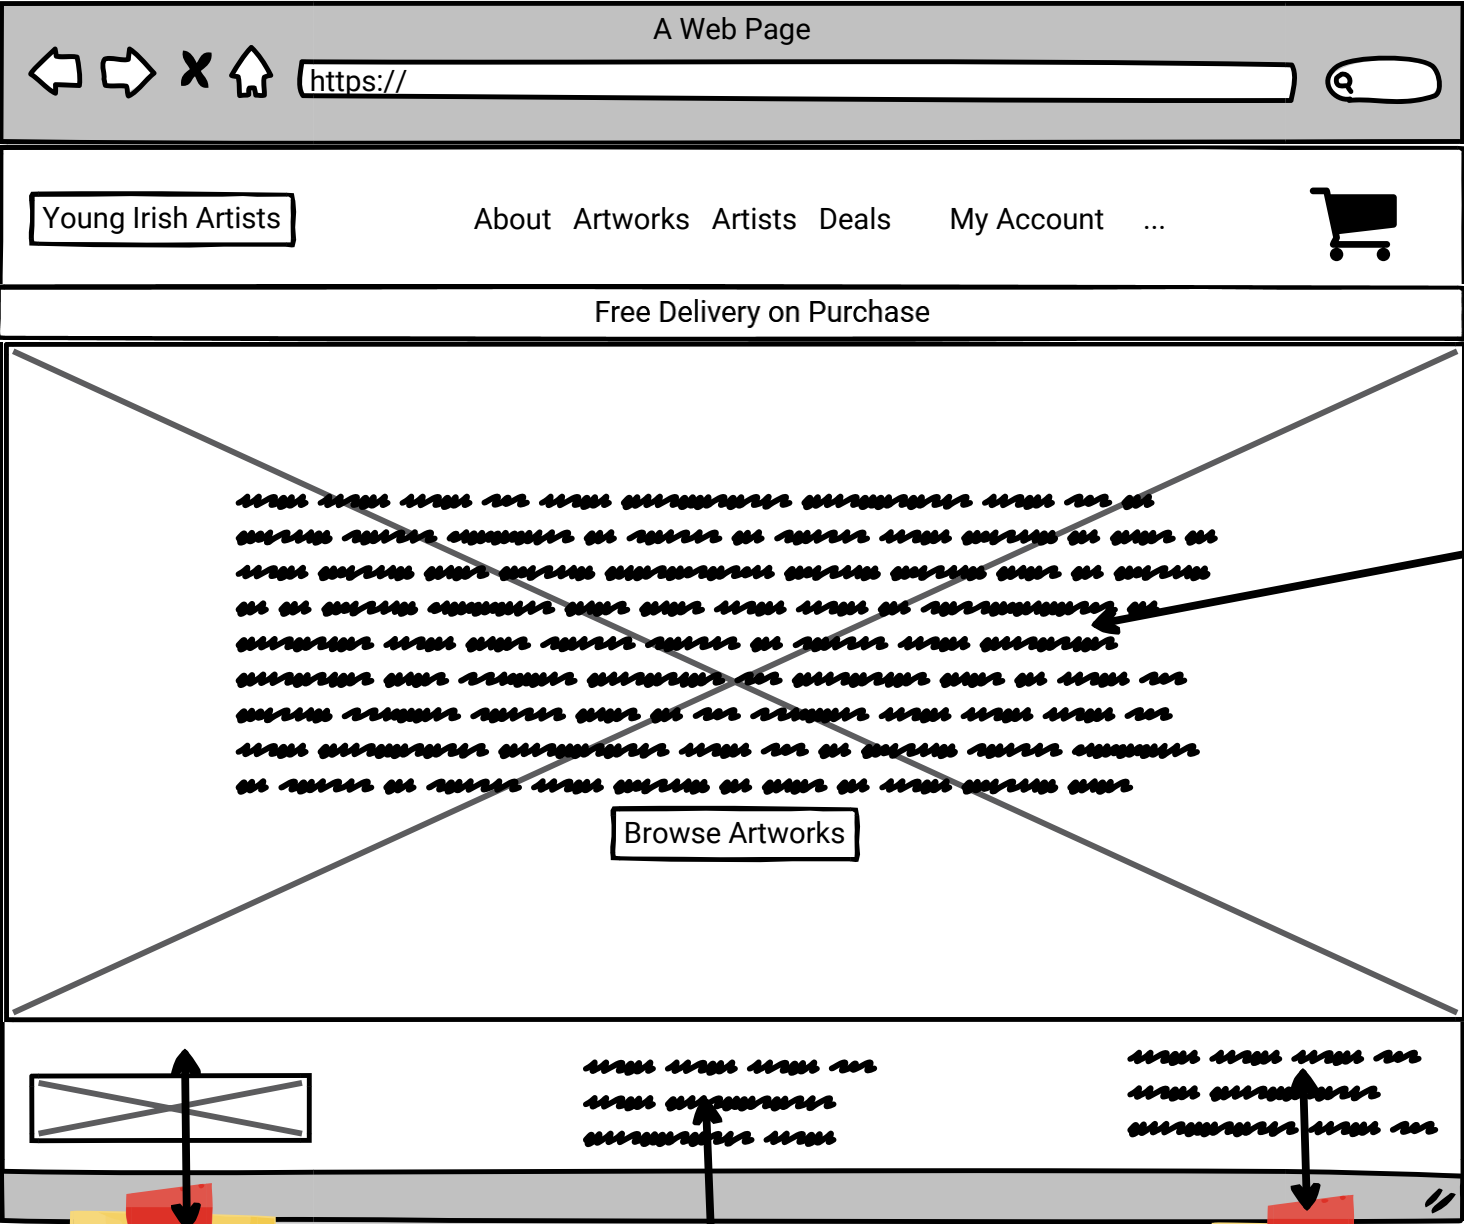 A Web Page
https://
Young Irish Artists
About Artworks Artists Deals My Account ...
Free Delivery on Purchase
Browse Artworks